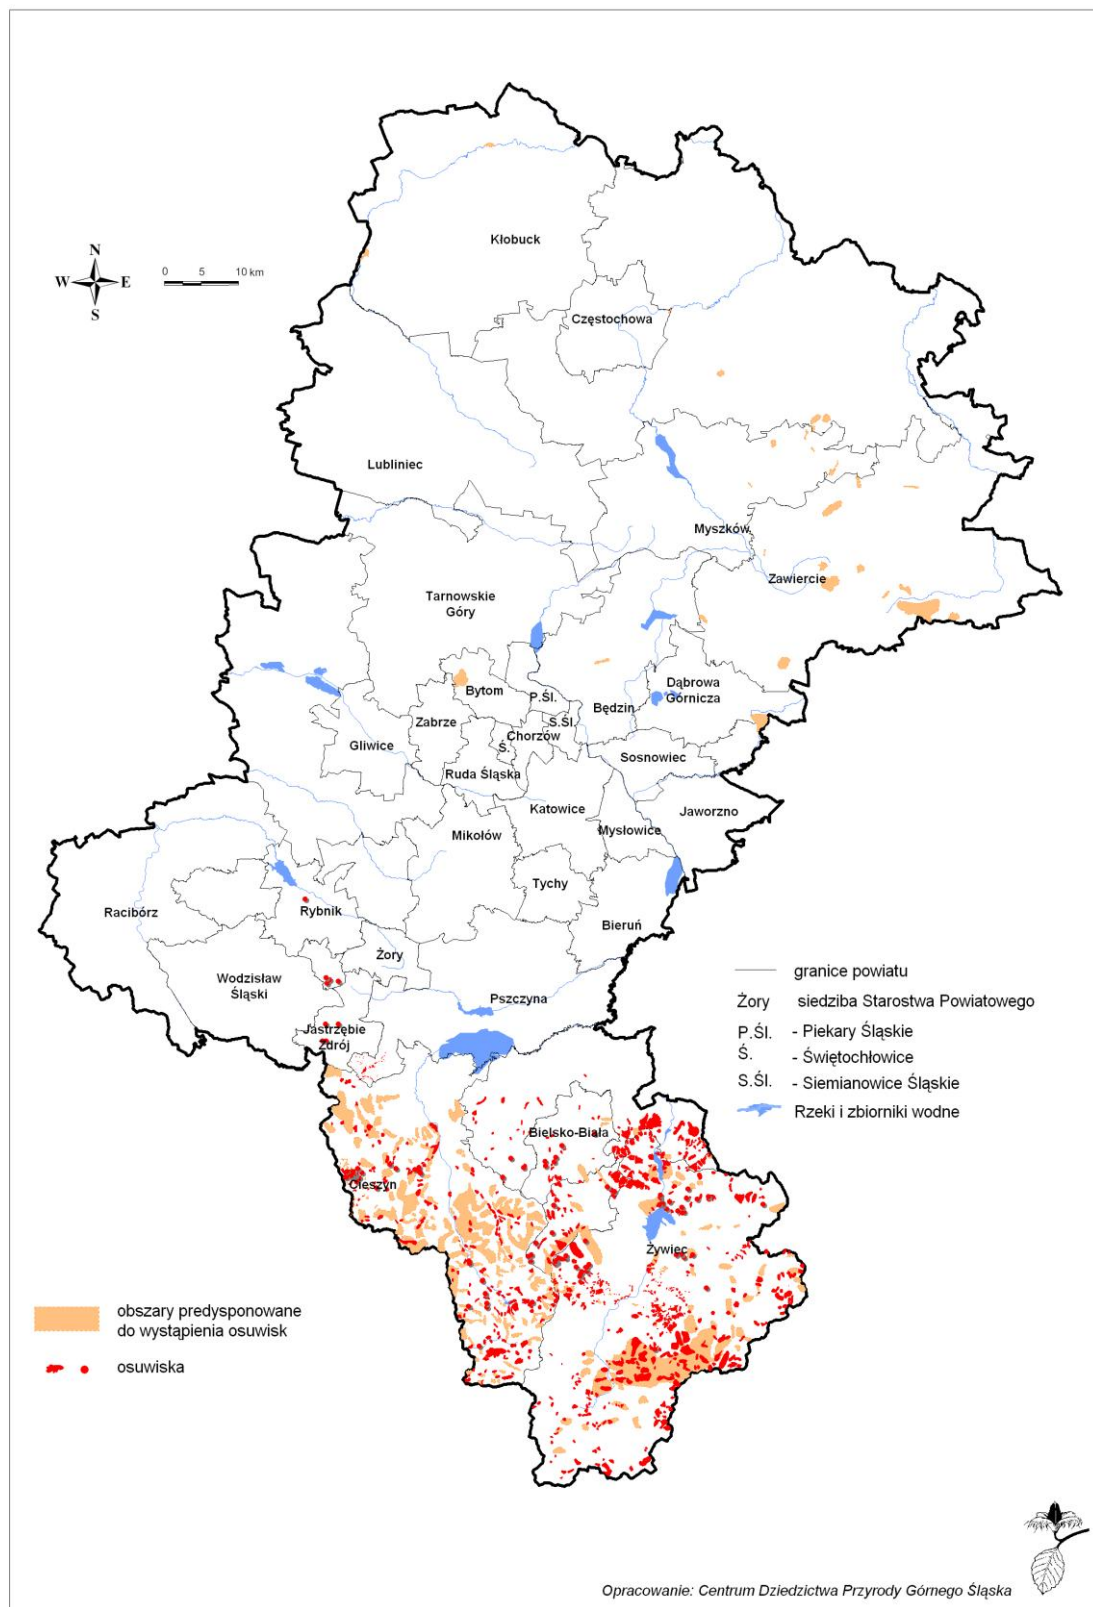 Kłobuck
N
W
E
S
0 5 10 km
Częstochowa
Lubliniec
Myszków
Zawiercie
Tarnowskie
Góry
Bytom
P.Śl.
Dąbrowa
Górnicza
Będzin
Zabrze
S.Śl.
Chorzów
Ś.
Gliwice
Sosnowiec
Ruda Śląska
Katowice
Jaworzno
Mikołów
Mysłowice
Tychy
Racibórz
Rybnik
Bieruń
Żory
Wodzisław
Śląski
Pszczyna
Jastrzębie
Zdrój
granice powiatu
Żory siedziba Starostwa Powiatowego
P.Śl. - Piekary Śląskie
Ś. - Świętochłowice
S.Śl. - Siemianowice Śląskie
Rzeki i zbiorniki wodne
Bielsko-Biała
Cieszyn
Żywiec
obszary predysponowane
do wystąpienia osuwisk
osuwiska
Opracowanie: Centrum Dziedzictwa Przyrody Górnego Śląska